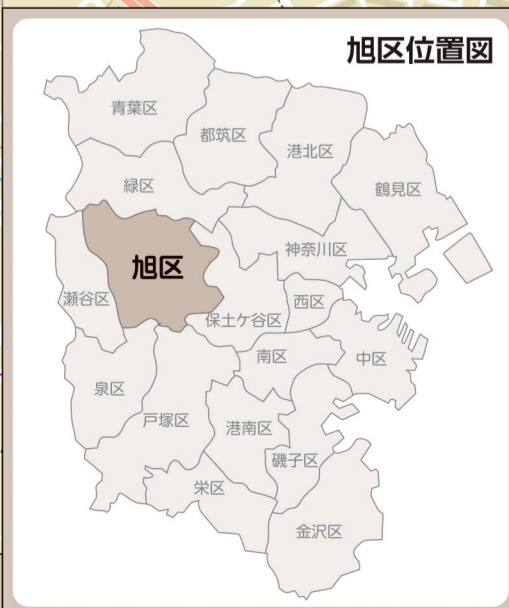 旭区位置図
青葉区
都筑区
港北区
鶴見区
緑区
神奈川区
旭区
瀬谷区
保土ケ谷区
西区
南区
中区
泉区
戸塚区
港南区
磯子区
栄区
金沢区